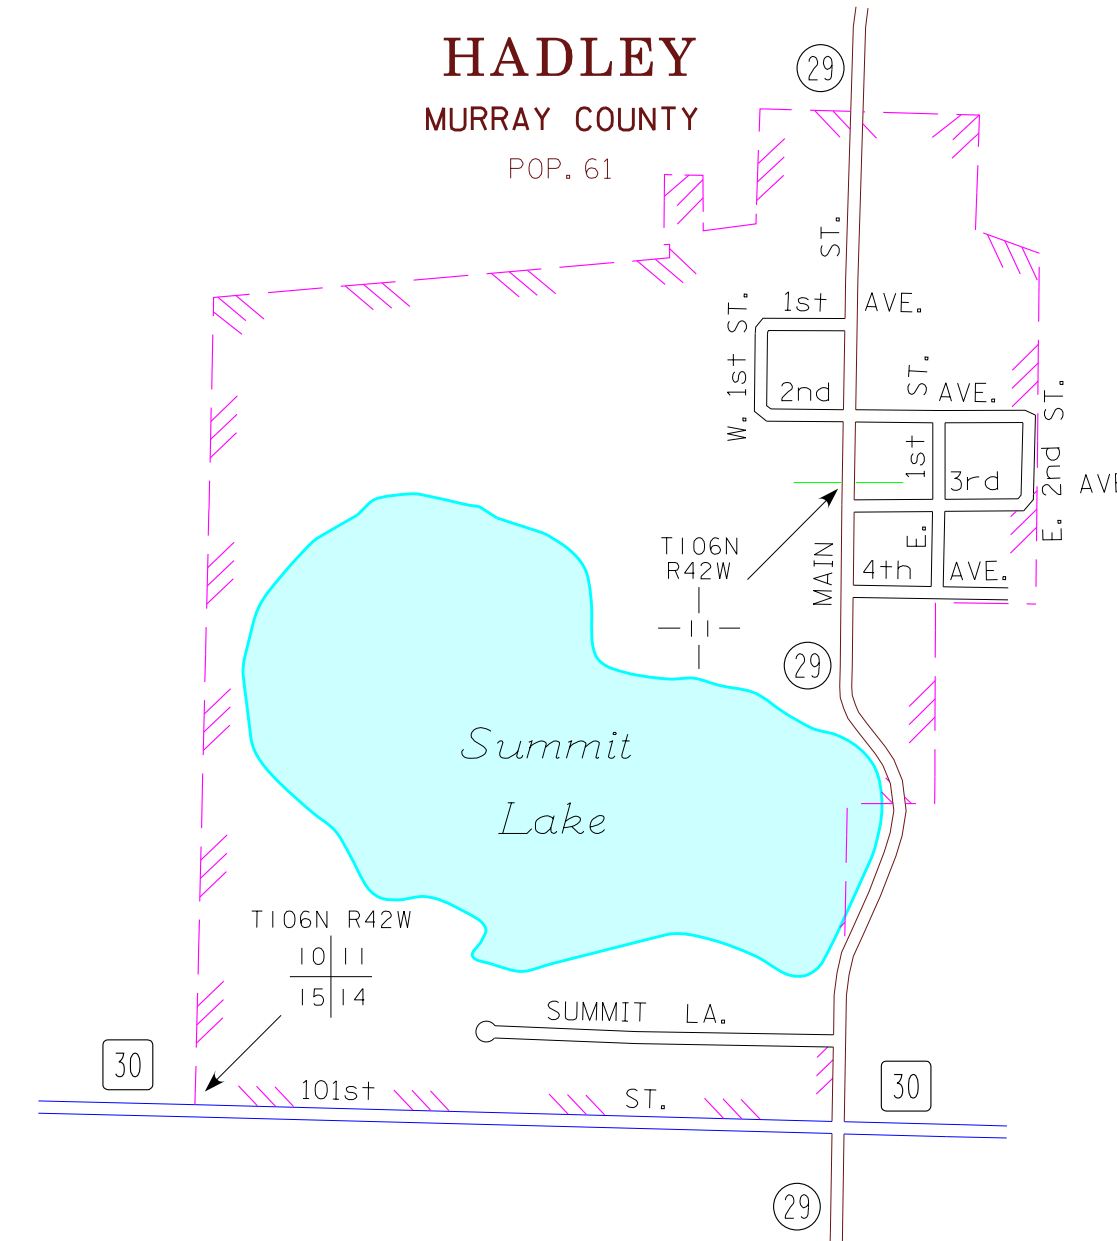 HADLEY
MURRAY COUNTY
POP. 61
29
ST.
1st AVE.
W. 1st ST.
2nd AVE.
E. 1st ST.
3rd AVE
E. 2nd ST.
4th AVE.
MAIN
T106N
R42W
11
29
Summit
Lake
T106N R42W
10 11
15 14
SUMMIT LA.
30
101st ST.
30
29